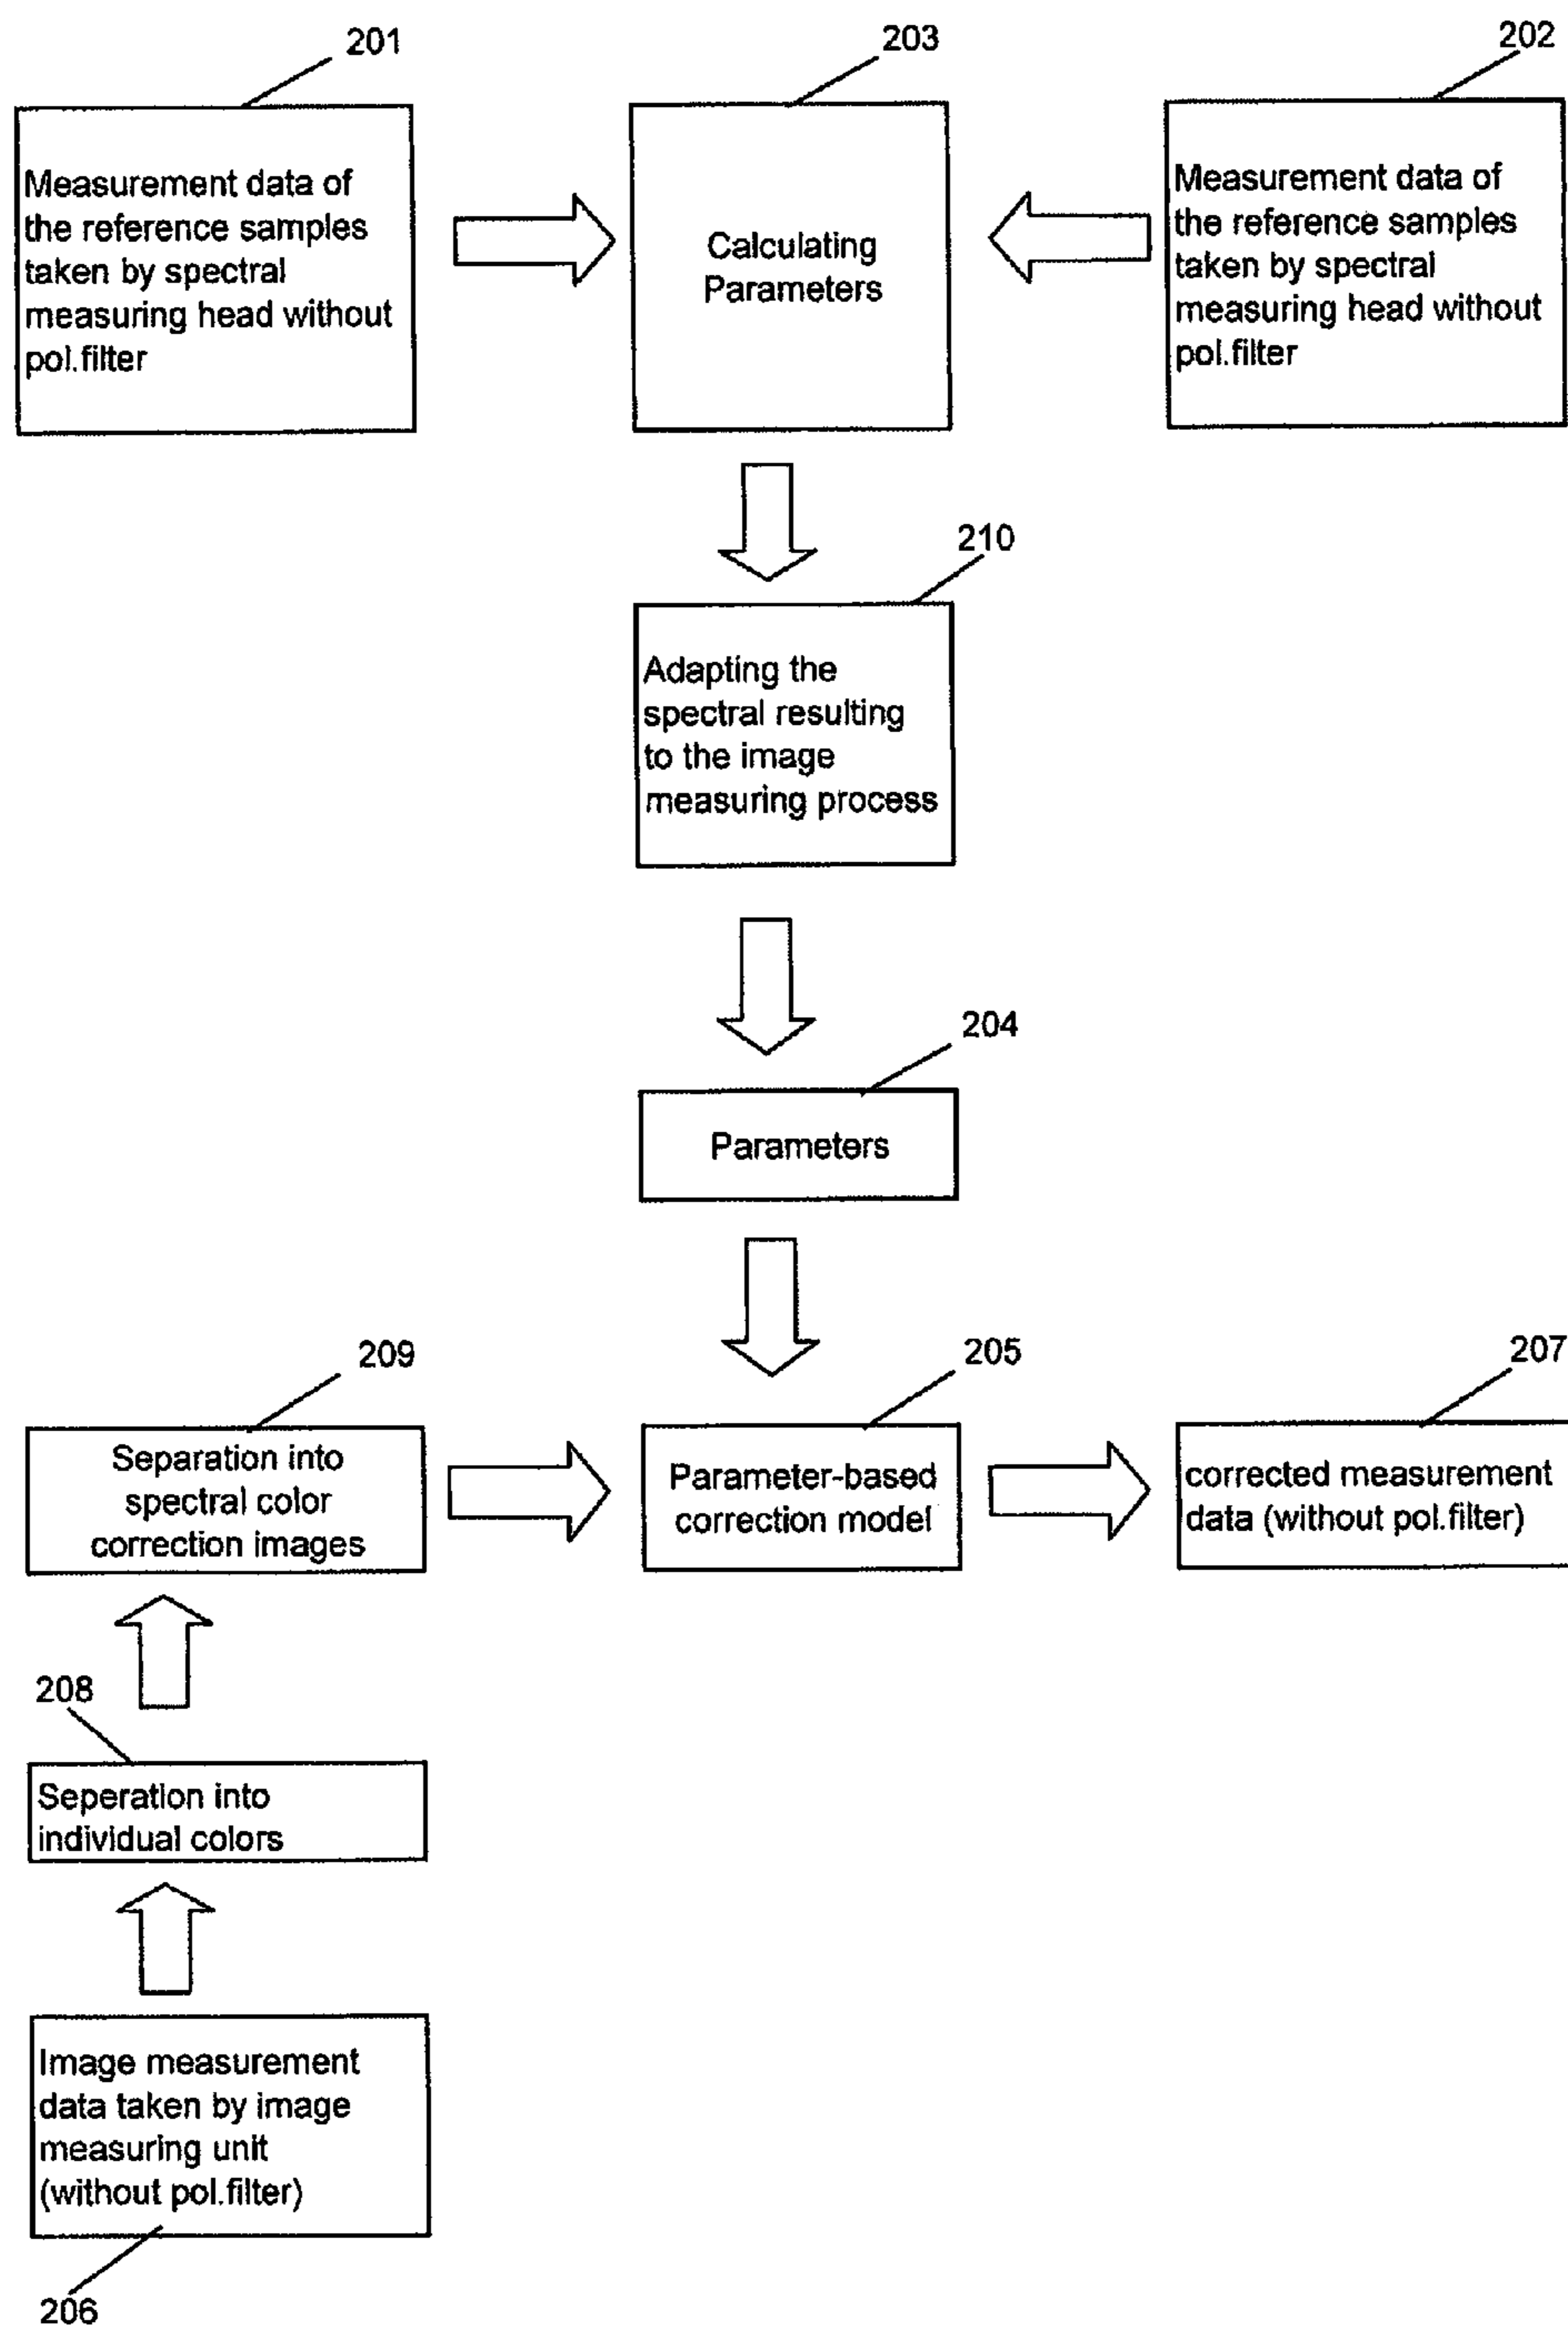 201
203
202
Measurement data of
the reference samples
taken by spectral
measuring head without
pol.filter
Calculating
Parameters
Measurement data of
the reference samples
taken by spectral
measuring head without
pol.filter
210
Adapting the
spectral resulting
to the image
measuring process
204
Parameters
209
205
207
Separation into
spectral color
correction images
Parameter-based
correction model
corrected measurement
data (without pol.filter)
208
Seperation into
individual colors
Image measurement
data taken by image
measuring unit
(without pol.filter)
206